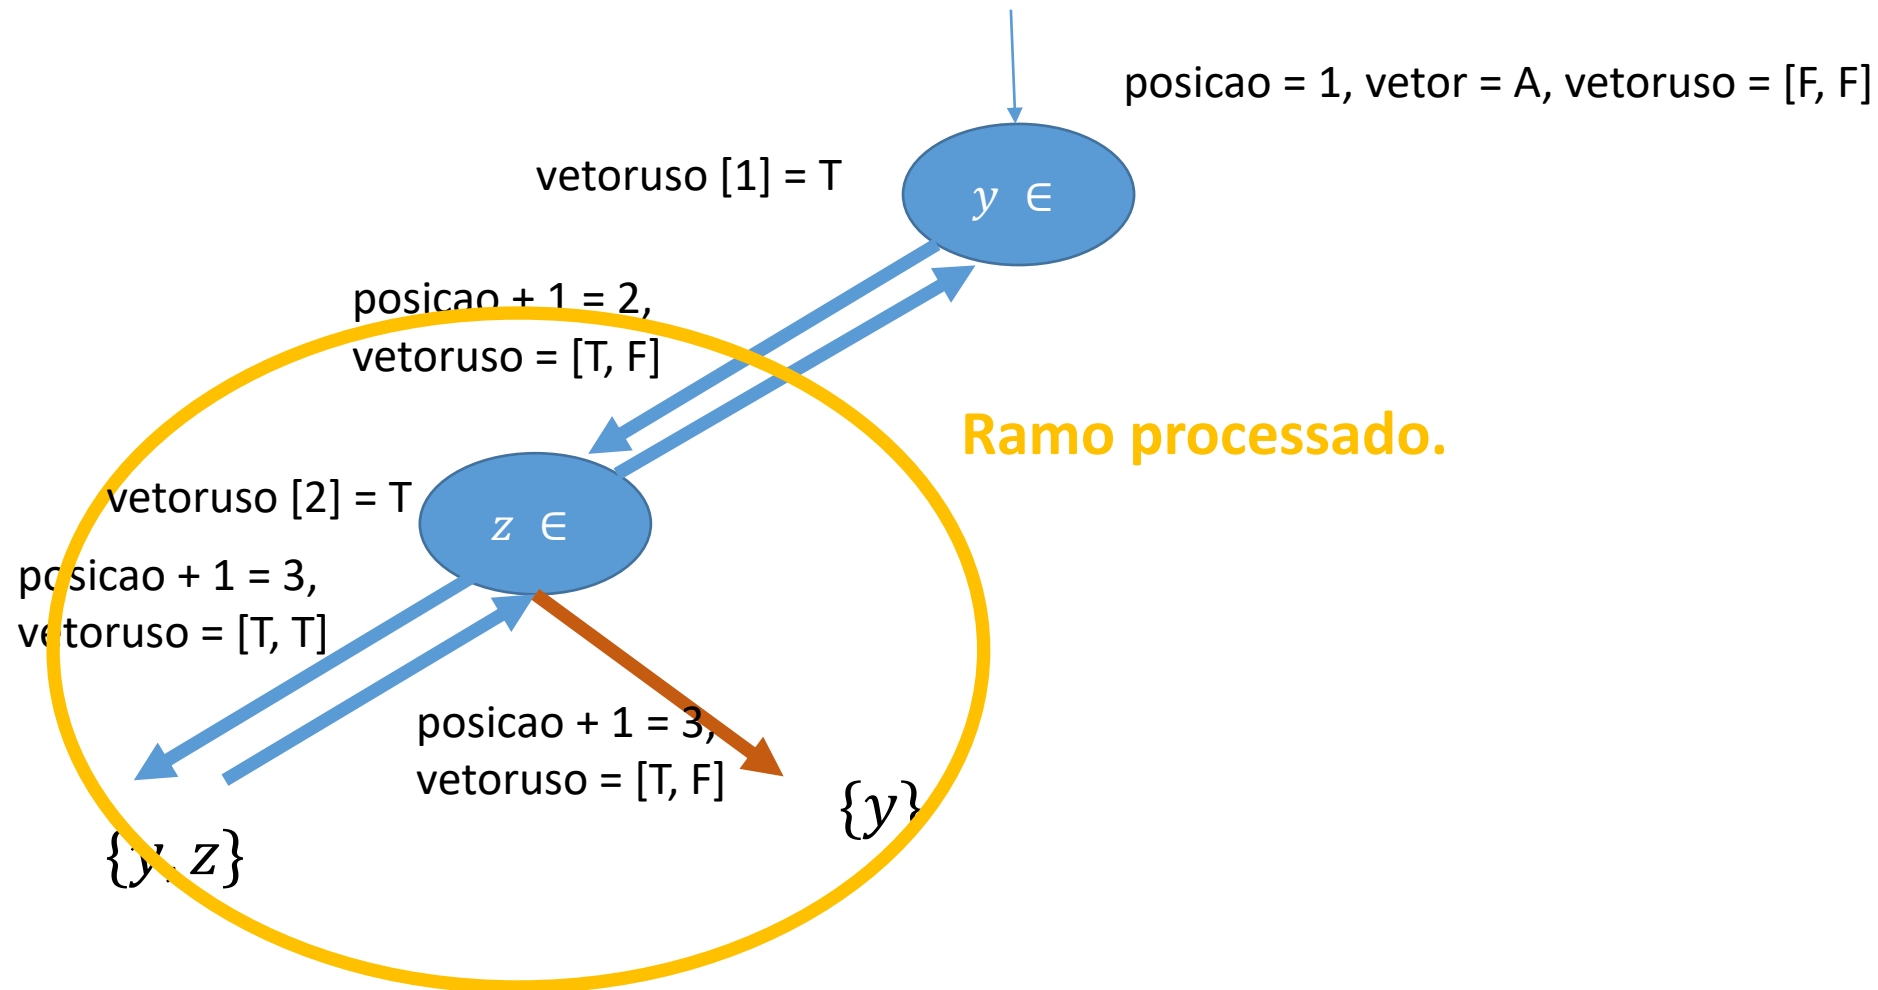 posicao = 1, vetor = A, vetoruso = [F, F]
vetoruso [1] = T
y ∈
posicao + 1 = 2,
vetoruso = [T, F]
Ramo processado.
vetoruso [2] = T
z ∈
posicao + 1 = 3,
vetoruso = [T, T]
posicao + 1 = 3,
vetoruso = [T, F]
{y}
{y, z}